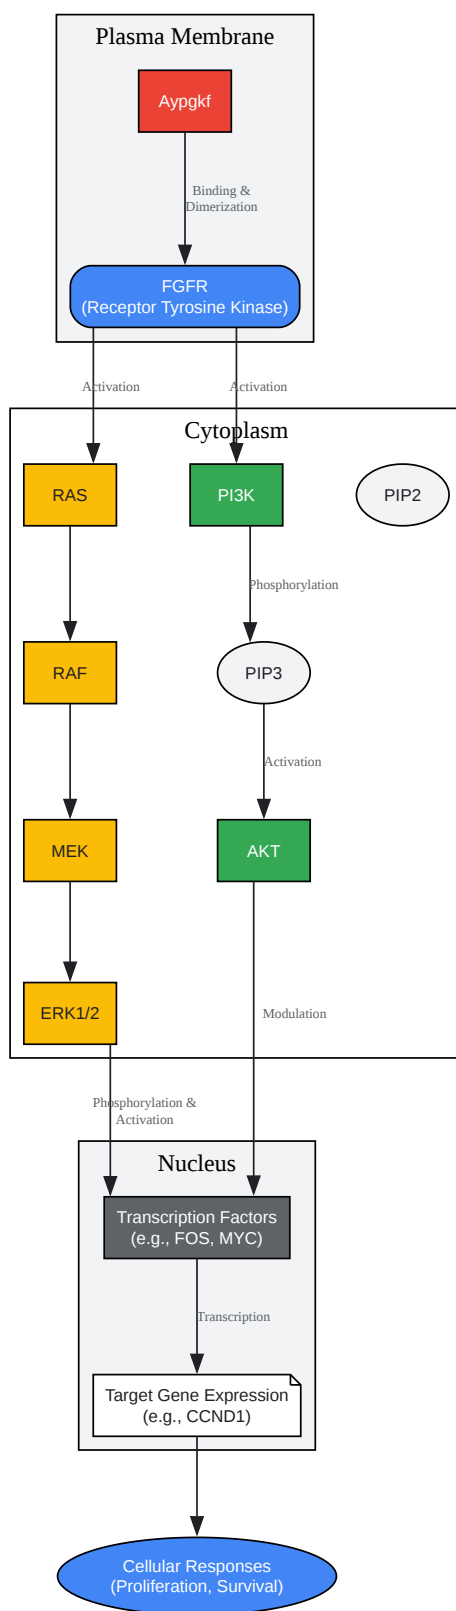 Plasma Membrane
Aypgkf
Binding &
Dimerization
FGFR
(Receptor Tyrosine Kinase)
Activation
Activation
Cytoplasm
RAS
PI3K
PIP2
Phosphorylation
RAF
PIP3
Activation
MEK
AKT
ERK1/2
Modulation
Phosphorylation &
Activation
Nucleus
Transcription Factors
(e.g., FOS, MYC)
Transcription
Target Gene Expression
(e.g., CCND1)
Cellular Responses
(Proliferation, Survival)